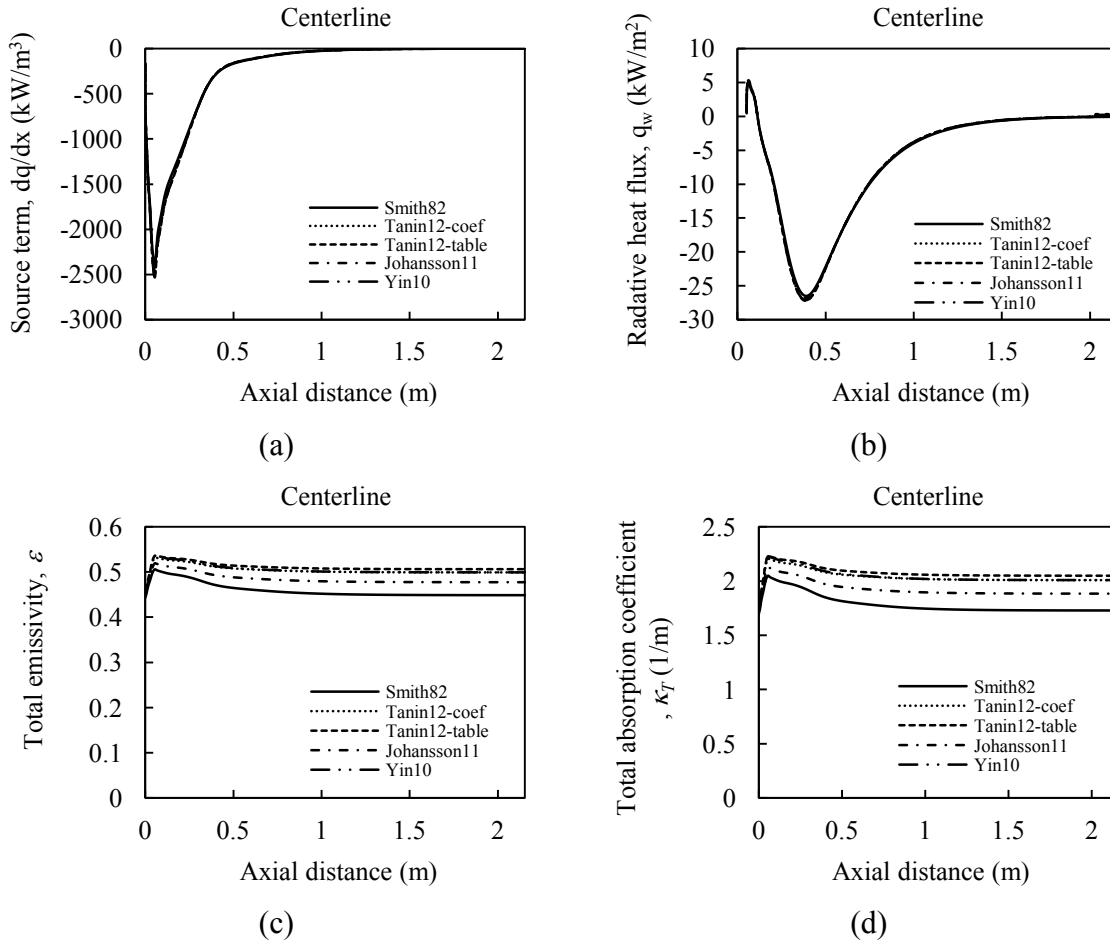 Centerline
Source term, dq/dx (kW/m³)
0
-500
-1000
-1500
-2000
-2500
-3000
Smith82
Tanin12-coef
Tanin12-table
Johansson11
Yin10
0 0.5 1 1.5 2
Axial distance (m)
(a)
Centerline
Radative heat flux, q_w (kW/m²)
10
5
0
-5
-10
-15
-20
-25
-30
Smith82
Tanin12-coef
Tanin12-table
Johansson11
Yin10
0 0.5 1 1.5 2
Axial distance (m)
(b)
Centerline
Total emissivity, ε
0.6
0.5
0.4
0.3
0.2
0.1
0
Smith82
Tanin12-coef
Tanin12-table
Johansson11
Yin10
0 0.5 1 1.5 2
Axial distance (m)
(c)
Centerline
Total absorption coefficient
, κ_T (1/m)
2.5
2
1.5
1
0.5
0
Smith82
Tanin12-coef
Tanin12-table
Johansson11
Yin10
0 0.5 1 1.5 2
Axial distance (m)
(d)